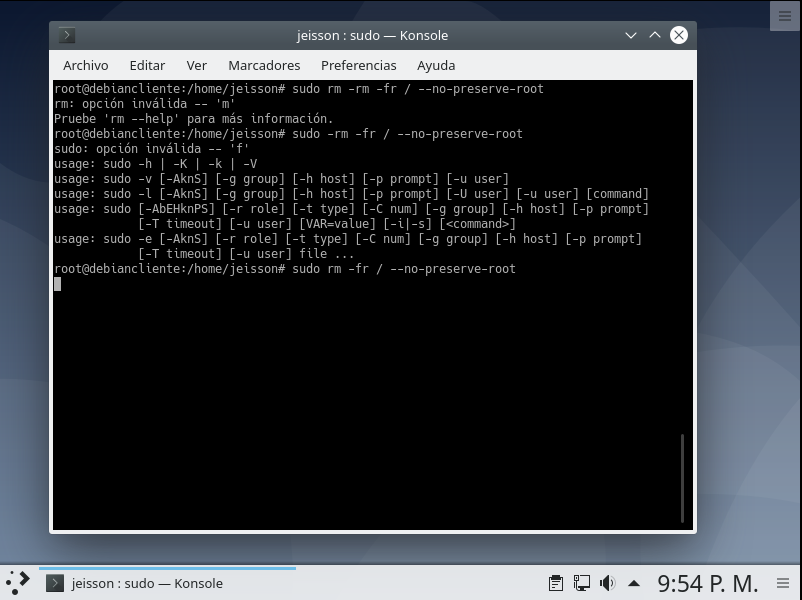 jeisson : sudo — Konsole
Archivo Editar Ver Marcadores Preferencias Ayuda
root@debiancliente:/home/jeisson# sudo rm -rm -fr / --no-preserve-root
rm: opción inválida -- 'm'
Pruebe 'rm --help' para más información.
root@debiancliente:/home/jeisson# sudo -rm -fr / --no-preserve-root
sudo: opción inválida -- 'f'
usage: sudo -h | -K | -k | -V
usage: sudo -v [-AknS] [-g group] [-h host] [-p prompt] [-u user]
usage: sudo -l [-AknS] [-g group] [-h host] [-p prompt] [-U user] [-u user] [command]
usage: sudo [-AbEHknPS] [-r role] [-t type] [-C num] [-g group] [-h host] [-p prompt]
[-T timeout] [-u user] [VAR=value] [-i|-s] [<command>]
usage: sudo -e [-AknS] [-r role] [-t type] [-C num] [-g group] [-h host] [-p prompt]
[-T timeout] [-u user] file ...
root@debiancliente:/home/jeisson# sudo rm -fr / --no-preserve-root
jeisson : sudo — Konsole
9:54 P. M.